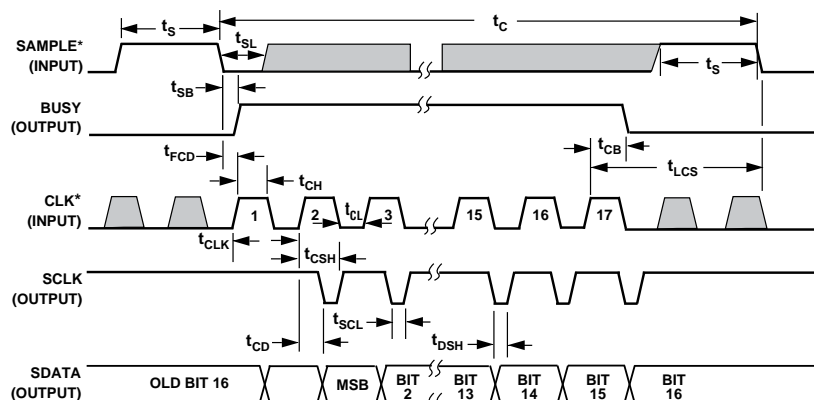 tS
tC
SAMPLE*
(INPUT)
tSL
tS
tSB
BUSY
(OUTPUT)
tFCD
tCB
tLCS
tCH
CLK*
(INPUT)
1
2
tCL
3
15
16
17
tCLK
tCSH
SCLK
(OUTPUT)
tCD
tSCL
tDSH
SDATA
(OUTPUT)
OLD BIT 16
MSB
BIT
2
BIT
13
BIT
14
BIT
15
BIT
16